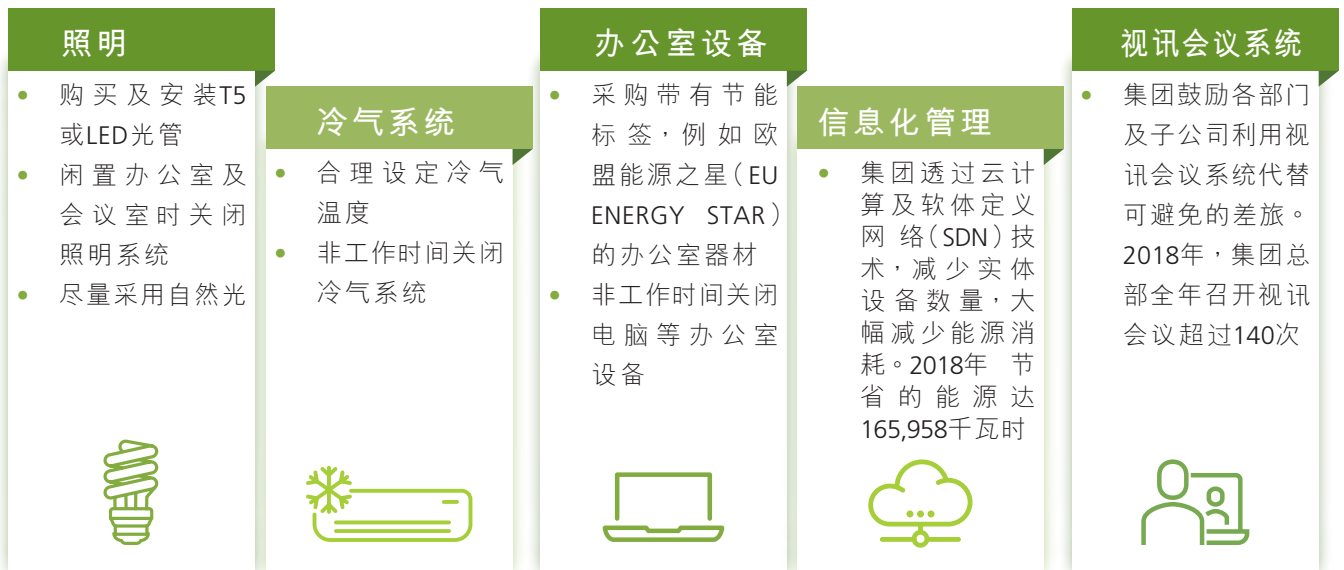 照明
• 购买及安装T5
或LED光管
• 闲置办公室及
会议室时关闭
照明系统
• 尽量采用自然光
冷气系统
• 合理设定冷气
温度
• 非工作时间关闭
冷气系统
办公室设备
• 采购带有节能
标签，例如欧
盟能源之星（EU
ENERGY STAR）
的办公室器材
• 非工作时间关闭
电脑等办公室
设备
信息化管理
• 集团透过云计
算及软体定义
网络（SDN）技
术，减少实体
设备数量，大
幅减少能源消
耗。2018年 节
省的能源达
165,958千瓦时
视讯会议系统
• 集团鼓励各部门
及子公司利用视
讯会议系统代替
可避免的差旅。
2018年，集团总
部全年召开视讯
会议超过140次